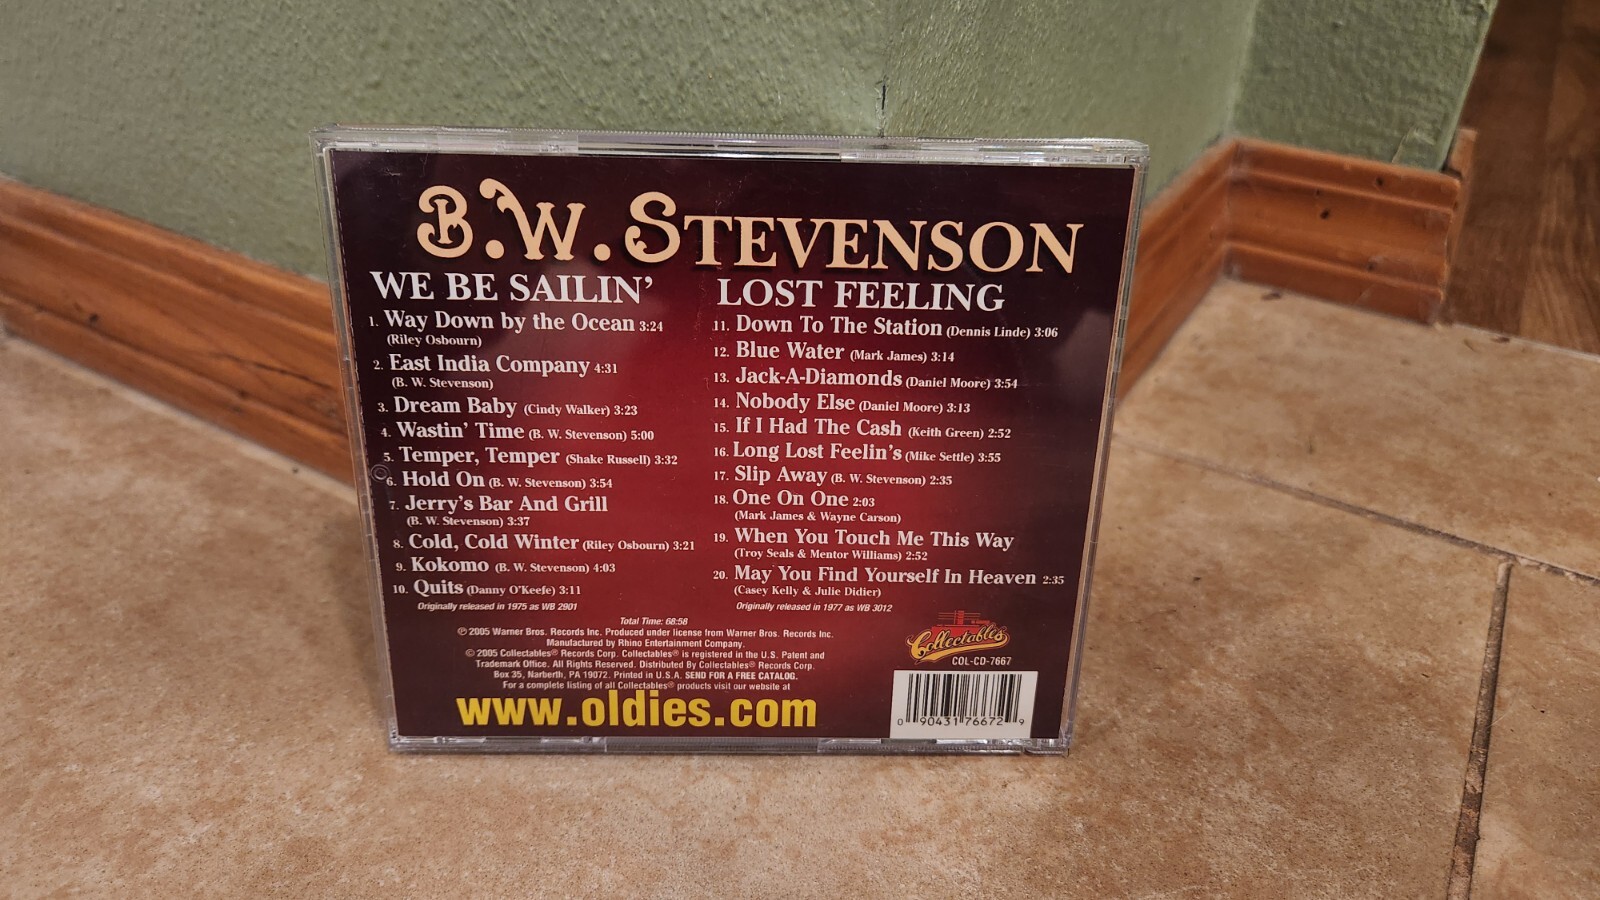 B.W. STEVENSON
WE BE SAILIN'
1. Way Down by the Ocean 3:24
(Riley Osbourn)
2. East India Company 4:31
(B. W. Stevenson)
3. Dream Baby (Cindy Walker) 3:23
4. Wastin' Time (B. W. Stevenson) 5:00
5. Temper, Temper (Shake Russell) 3:32
6. Hold On (B. W. Stevenson) 3:54
7. Jerry's Bar And Grill
(B. W. Stevenson) 3:37
8. Cold, Cold Winter (Riley Osbourn) 3:21
9. Kokomo (B. W. Stevenson) 4:03
10. Quits (Danny O'Keefe) 3:11
Originally released in 1975 as WB 2901
LOST FEELING
11. Down To The Station (Dennis Linde) 3:06
12. Blue Water (Mark James) 3:14
13. Jack-A-Diamonds (Daniel Moore) 3:54
14. Nobody Else (Daniel Moore) 3:13
15. If I Had The Cash (Keith Green) 2:52
16. Long Lost Feelin's (Mike Settle) 3:55
17. Slip Away (B. W. Stevenson) 2:35
18. One On One 2:03
(Mark James & Wayne Carson)
19. When You Touch Me This Way
(Troy Seals & Mentor Williams) 2:52
20. May You Find Yourself In Heaven 2:35
(Casey Kelly & Julie Didier)
Originally released in 1977 as WB 3012
Total Time: 68:58
℗ 2005 Warner Bros. Records Inc. Produced under license from Warner Bros. Records Inc.
Manufactured by Rhino Entertainment Company.
© 2005 Collectables® Records Corp. Collectables® is registered in the U.S. Patent and
Trademark Office. All Rights Reserved. Distributed By Collectables® Records Corp.
Box 35, Narberth, PA 19072. Printed in U.S.A. SEND FOR A FREE CATALOG.
For a complete listing of all Collectables® products visit our website at
www.oldies.com
Collectables®
COL-CD-7667
0 90431 76672 9